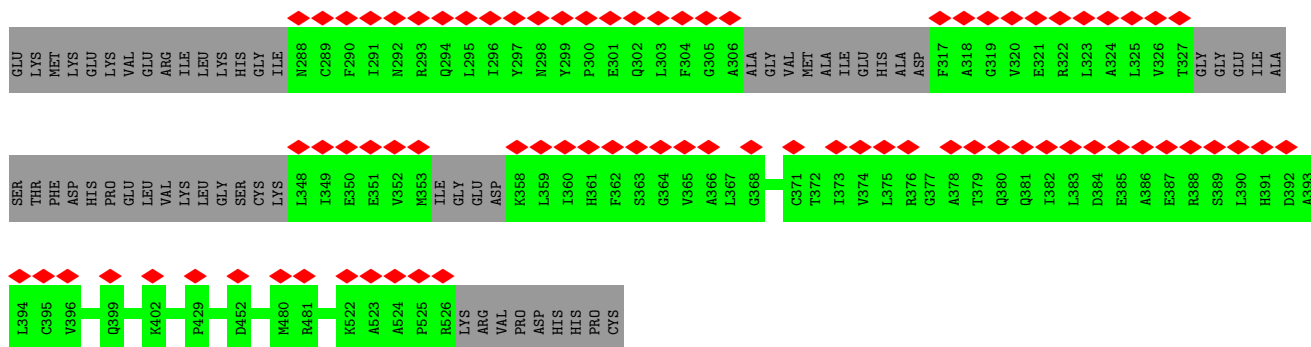 GLU LYS MET LYS GLU LYS VAL GLU ARG ILE LEU LYS HIS GLY ILE N288 C289 F290 I291 N292 R293 Q294 L295 I296 Y297 N298 Y299 P300 E301 Q302 L303 F304 G305 A306 ALA GLY VAL MET ALA ILE GLU HIS ALA ASP F317 A318 G319 V320 E321 R322 L323 A324 L325 V326 T327 GLY GLY GLU ILE ALA
SER THR PHE ASP HIS PRO GLU LEU VAL LYS LEU GLY SER CYS LYS L348 I349 E350 E351 V352 M353 ILE GLY GLU ASP K358 L359 I360 H361 F362 S363 G364 V365 A366 L367 G368 C371 T372 I373 V374 L375 R376 G377 A378 T379 Q380 Q381 I382 L383 D384 E385 A386 E387 R388 S389 L390 H391 D392 A393
L394 C395 V396 Q399 K402 P429 D452 M480 R481 K522 A523 A524 P525 R526 LYS ARG VAL PRO ASP HIS HIS PRO CYS